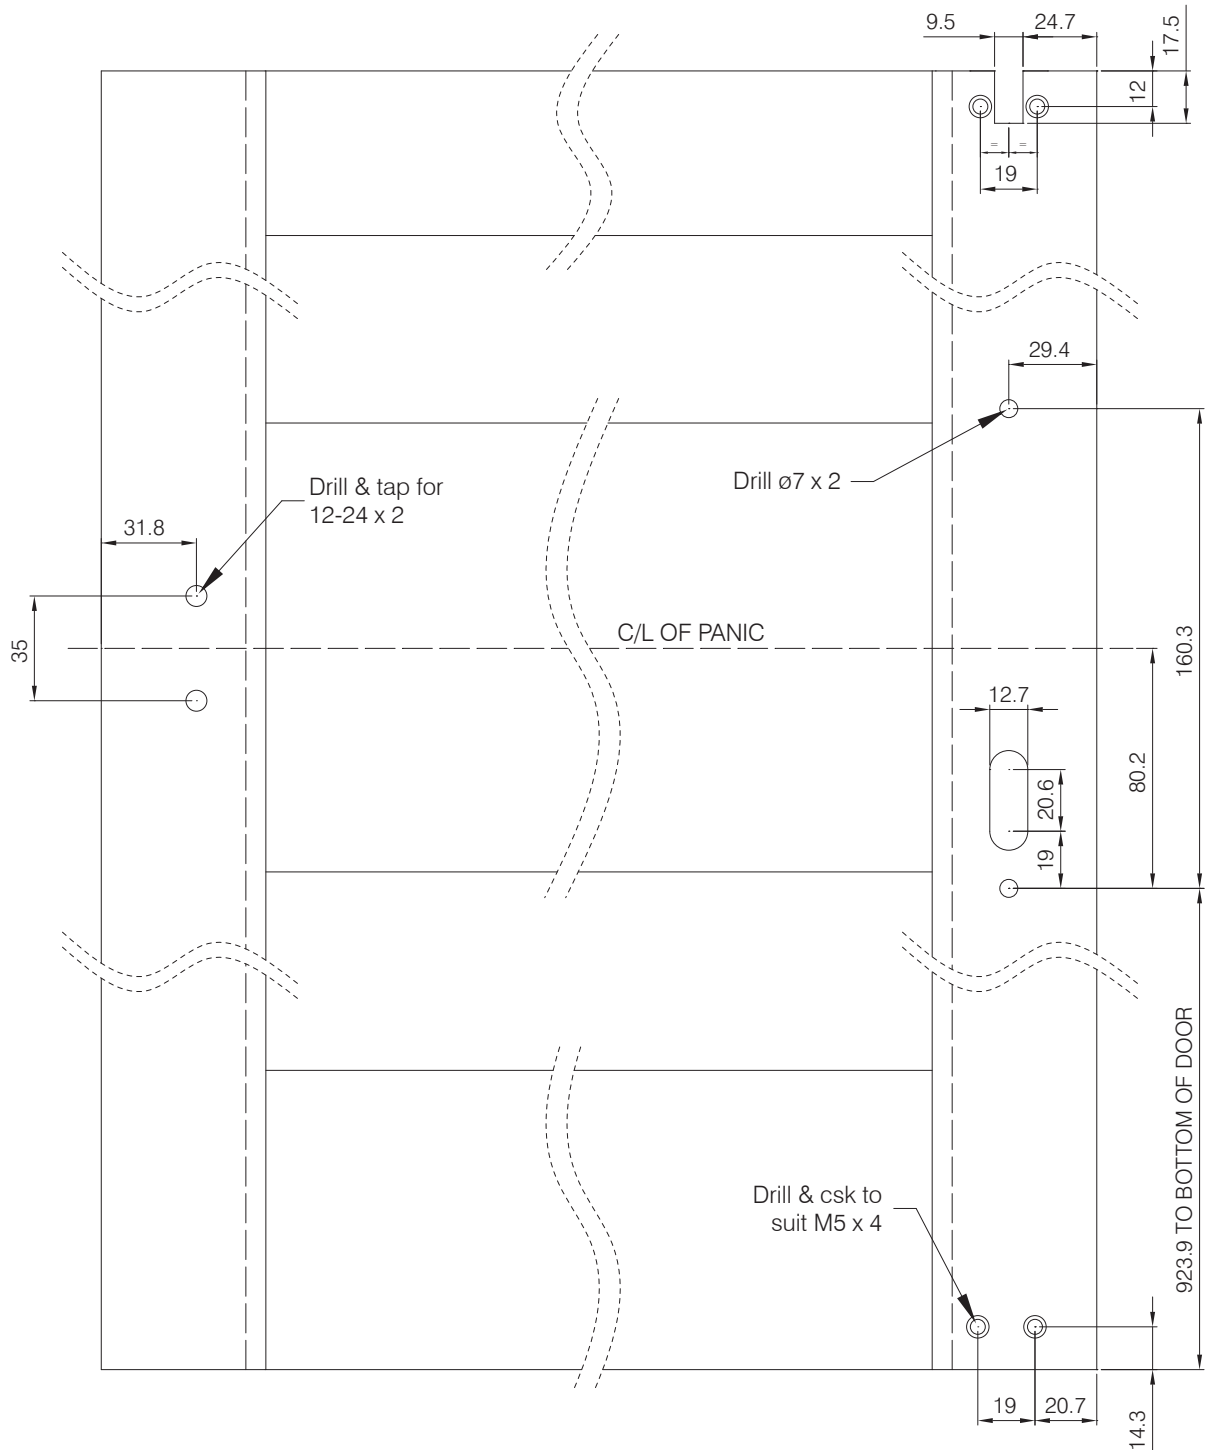 9.5
24.7
17.5
12
= =
19
29.4
Drill & tap for
12-24 x 2
Drill ø7 x 2
31.8
35
C/L OF PANIC
160.3
12.7
80.2
20.6
19
923.9 TO BOTTOM OF DOOR
Drill & csk to
suit M5 x 4
19
20.7
14.3